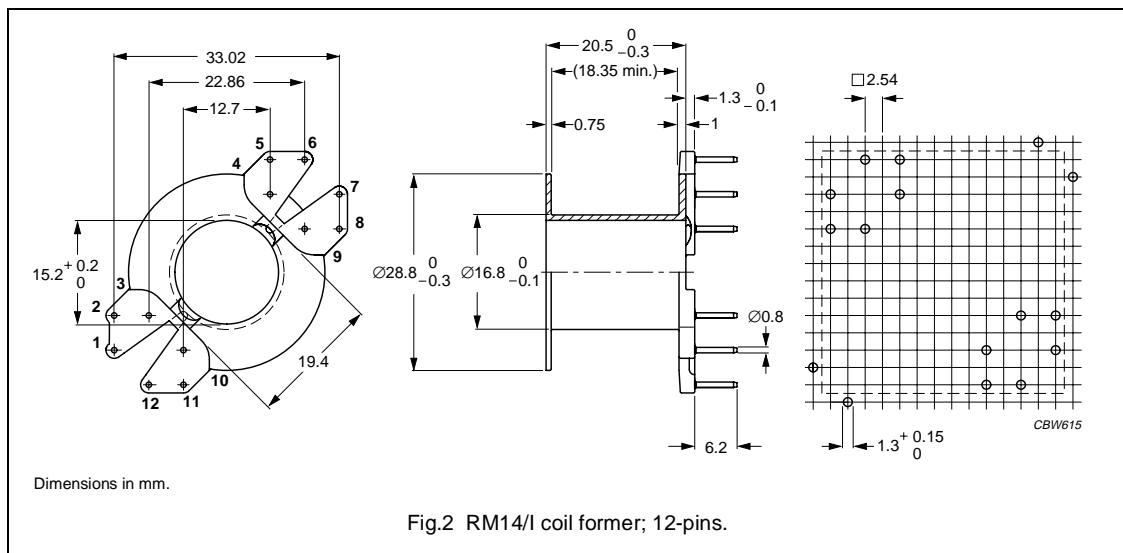 33.02
22.86
12.7
5 6
4
7
8
9
15.2 + 0.2 0
3
2
1
10
12 11
19.4
20.5 0 −0.3
(18.35 min.)
1.3 0 −0.1
0.75
1
Ø28.8 0 −0.3
Ø16.8 0 −0.1
Ø0.8
6.2
□2.54
1.3 + 0.15 0
CBW615
Dimensions in mm.
Fig.2 RM14/I coil former; 12-pins.